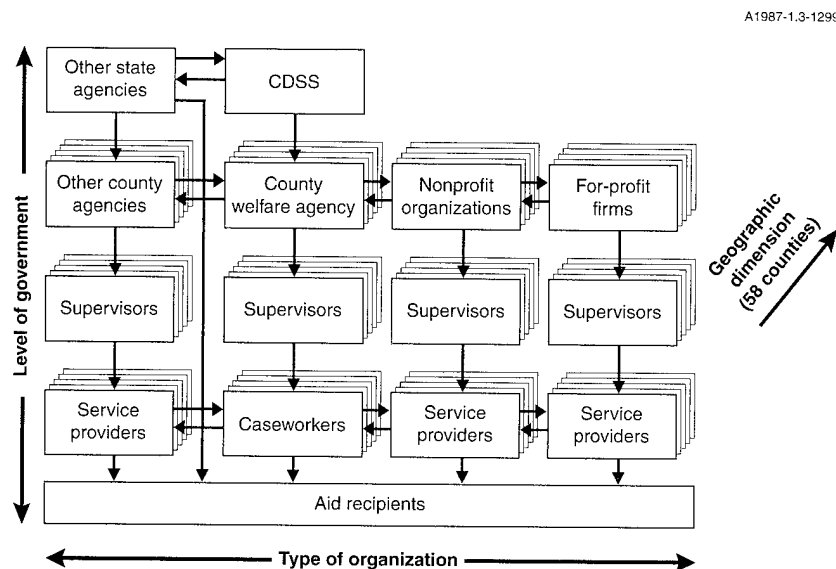 A1987-1.3-1299
Other state
agencies
CDSS
Other county
agencies
County
welfare agency
Nonprofit
organizations
For-profit
firms
Supervisors
Supervisors
Supervisors
Supervisors
Service
providers
Caseworkers
Service
providers
Service
providers
Aid recipients
Level of government
Type of organization
Geographic
dimension
(58 counties)